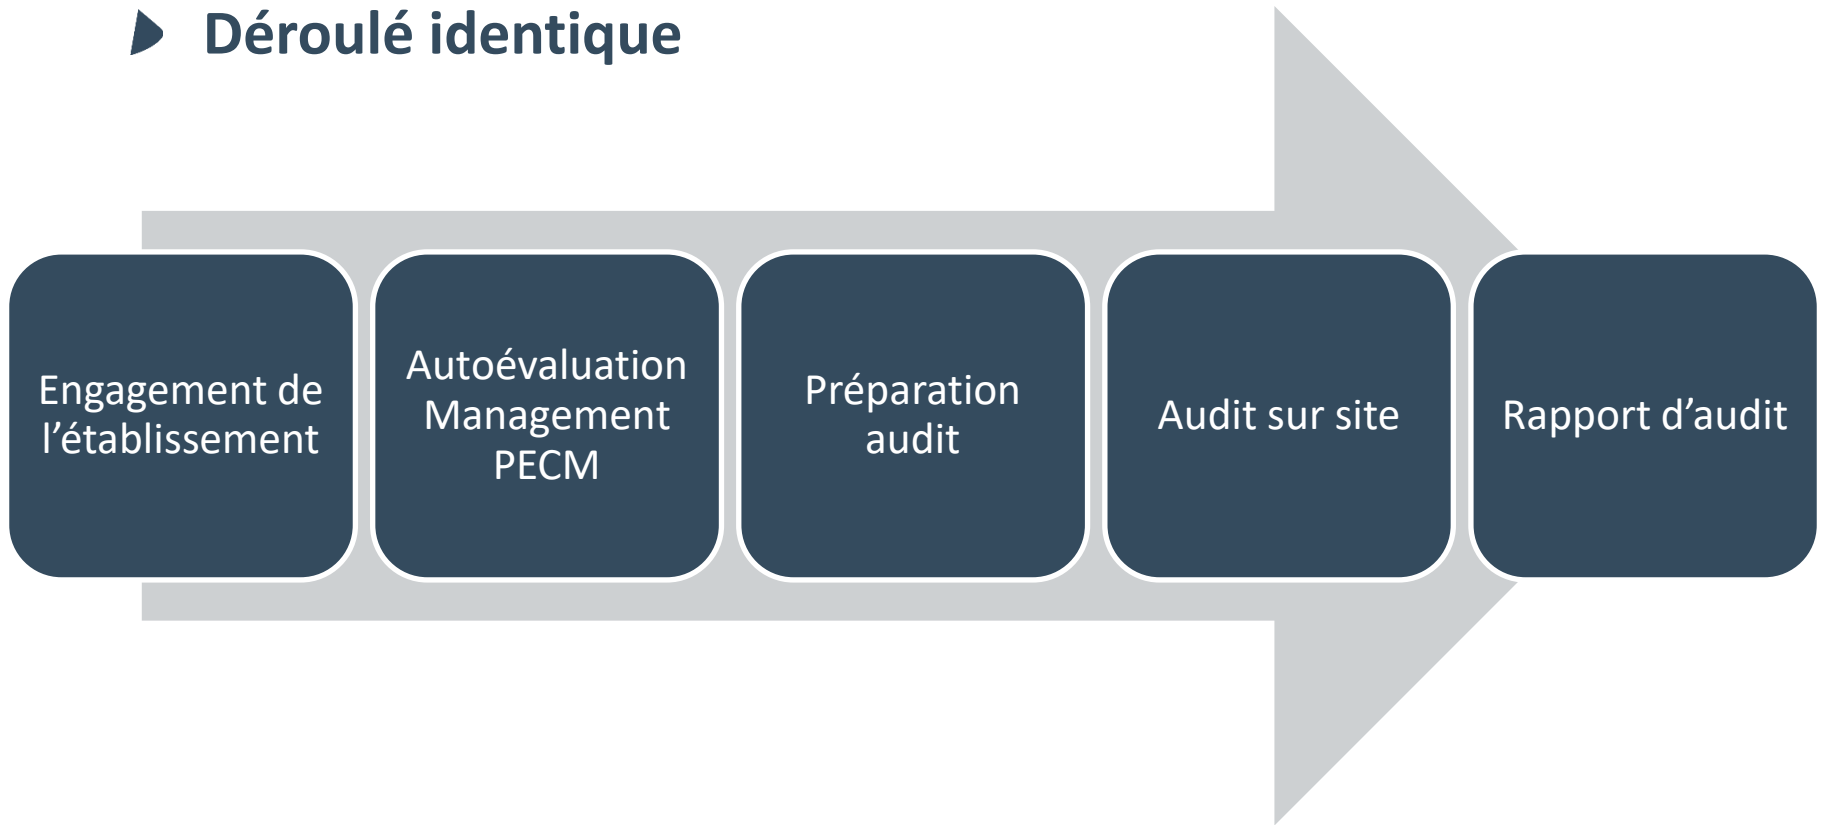 Déroulé identique
Engagement de
l’établissement
Autoévaluation
Management
PECM
Préparation
audit
Audit sur site
Rapport d’audit